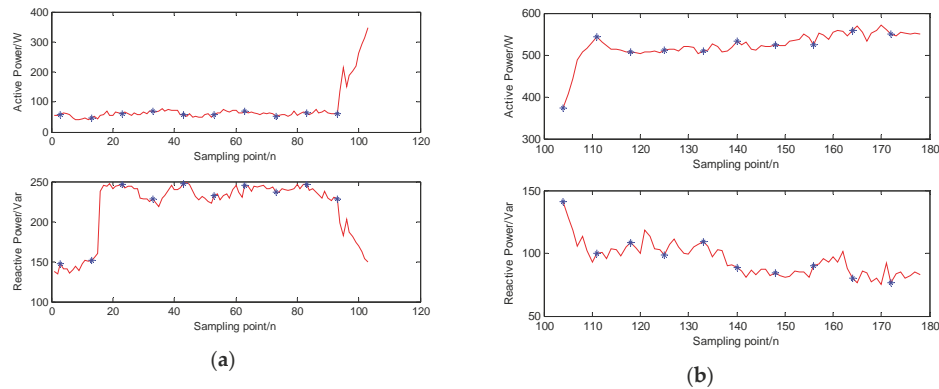 Active Power/W
400
300
200
100
0
0 20 40 60 80 100 120
Sampling point/n
Reactive Power/Var
250
200
150
100
0 20 40 60 80 100 120
Sampling point/n
(a)
Active Power/W
600
500
400
300
100 110 120 130 140 150 160 170 180
Sampling point/n
Reactive Power/Var
150
100
50
100 110 120 130 140 150 160 170 180
Sampling point/n
(b)